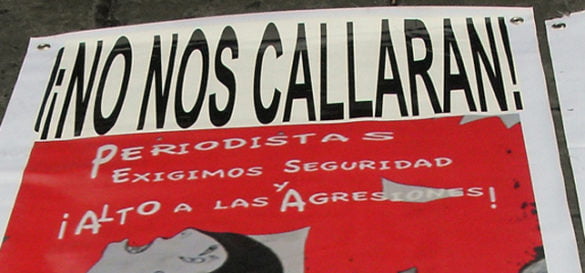 ¡¡NO NOS CALLARAN!
PERIODISTAS
EXIGIMOS SEGURIDAD
Y
¡ALTO A LAS AGRESIONES!